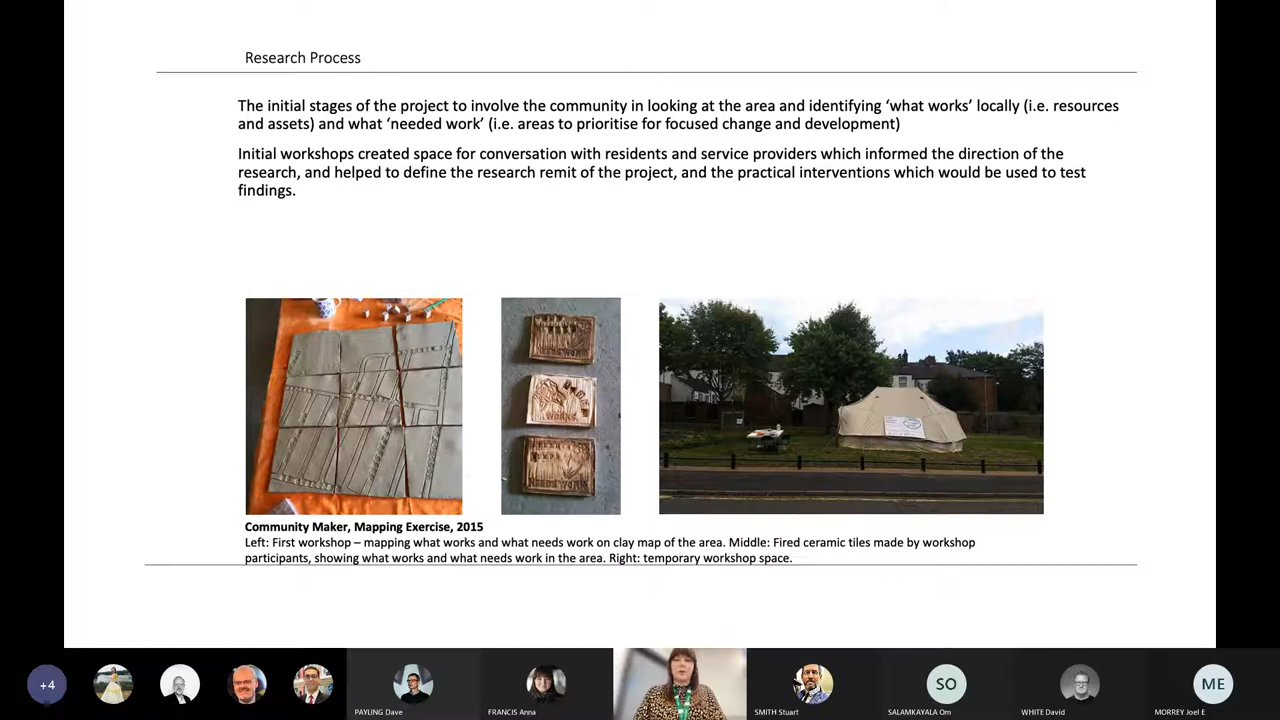 Research Process
The initial stages of the project to involve the community in looking at the area and identifying ‘what works’ locally (i.e. resources
and assets) and what ‘needed work’ (i.e. areas to prioritise for focused change and development)
Initial workshops created space for conversation with residents and service providers which informed the direction of the
research, and helped to define the research remit of the project, and the practical interventions which would be used to test
findings.
NEEDS WORK
WORKS
NEEDS WORK
Community Maker, Mapping Exercise, 2015
Left: First workshop – mapping what works and what needs work on clay map of the area. Middle: Fired ceramic tiles made by workshop
participants, showing what works and what needs work in the area. Right: temporary workshop space.
+4
PAYLING Dave
FRANCIS Anna
SMITH Stuart
SO
SALAMKAYALA Om
WHITE David
ME
MORREY Joel E